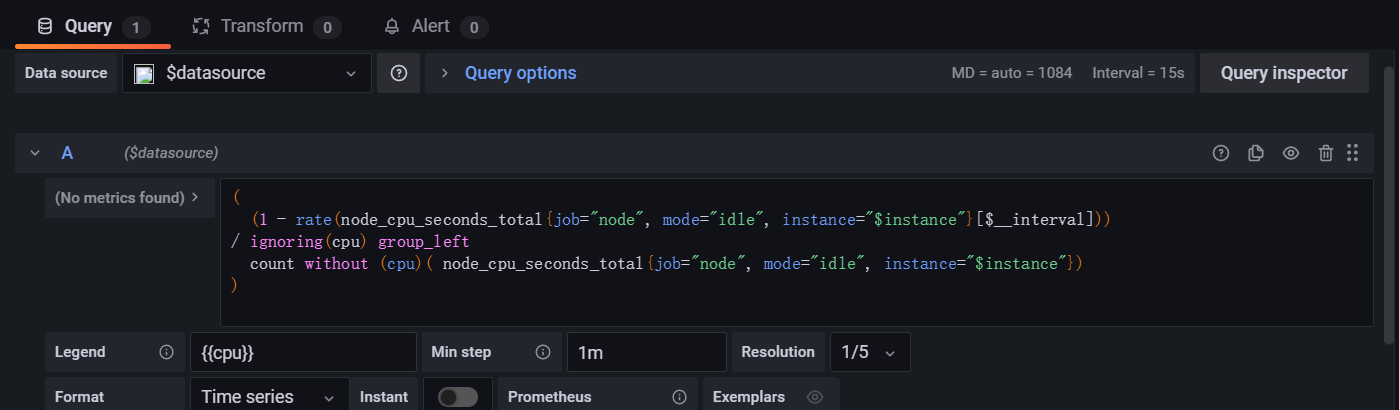 Query 1 Transform 0 Alert 0
Data source $datasource Query options MD = auto = 1084 Interval = 15s Query inspector
A ($datasource)
(No metrics found) > (
(1 - rate(node_cpu_seconds_total{job="node", mode="idle", instance="$instance"}[$__interval]))
/ ignoring(cpu) group_left
count without (cpu)( node_cpu_seconds_total{job="node", mode="idle", instance="$instance"})
)
Legend {{cpu}} Min step 1m Resolution 1/5
Format Time series Instant Prometheus Exemplars